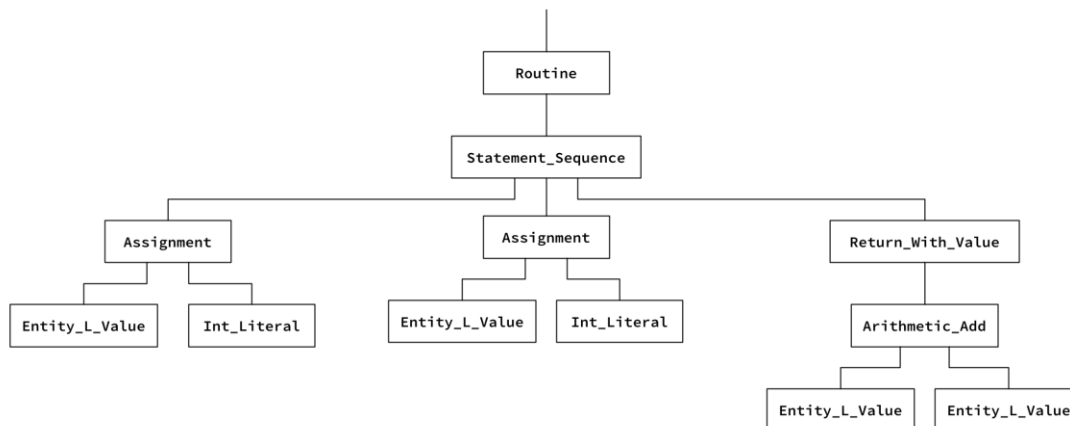 Routine
Statement_Sequence
Assignment
Assignment
Return_With_Value
Entity_L_Value
Int_Literal
Entity_L_Value
Int_Literal
Arithmetic_Add
Entity_L_Value
Entity_L_Value